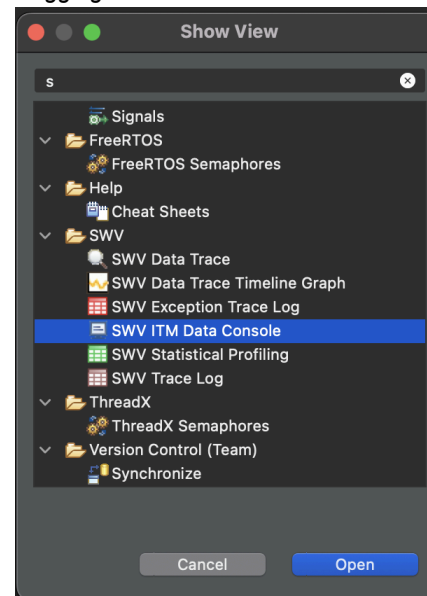 Show View
s
Signals
FreeRTOS
FreeRTOS Semaphores
Help
Cheat Sheets
SWV
SWV Data Trace
SWV Data Trace Timeline Graph
SWV Exception Trace Log
SWV ITM Data Console
SWV Statistical Profiling
SWV Trace Log
ThreadX
ThreadX Semaphores
Version Control (Team)
Synchronize
Cancel Open